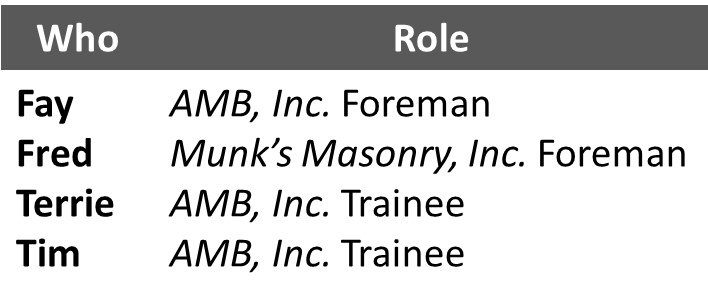 Who Role
Fay AMB, Inc. Foreman
Fred Munk's Masonry, Inc. Foreman
Terrie AMB, Inc. Trainee
Tim AMB, Inc. Trainee